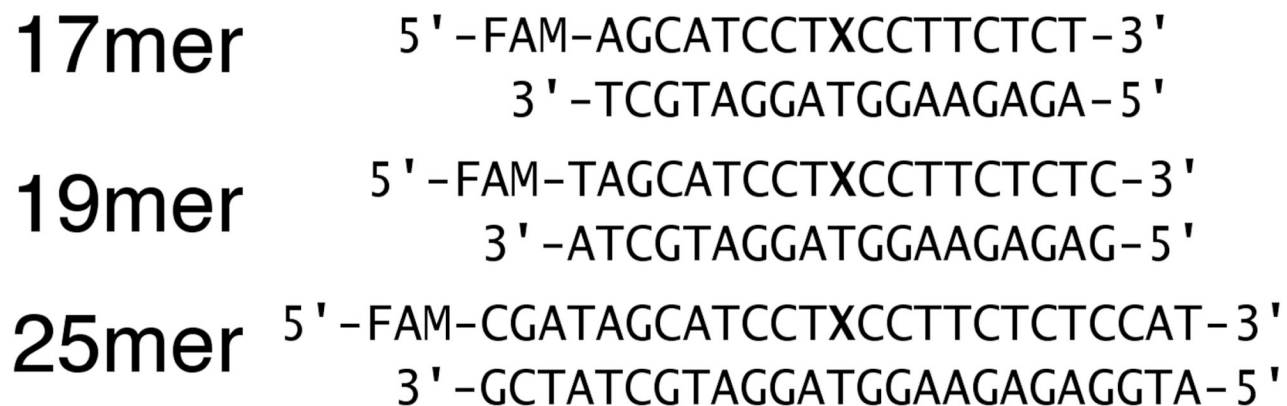 17mer 5'-FAM-AGCATCCTXCCTTCTCT-3'
3'-TCGTAGGATGGAAGAGA-5'
19mer 5'-FAM-TAGCATCCTXCCTTCTCTC-3'
3'-ATCGTAGGATGGAAGAGAG-5'
25mer 5'-FAM-CGATAGCATCCTXCCTTCTCTCCAT-3'
3'-GCTATCGTAGGATGGAAGAGAGGTA-5'